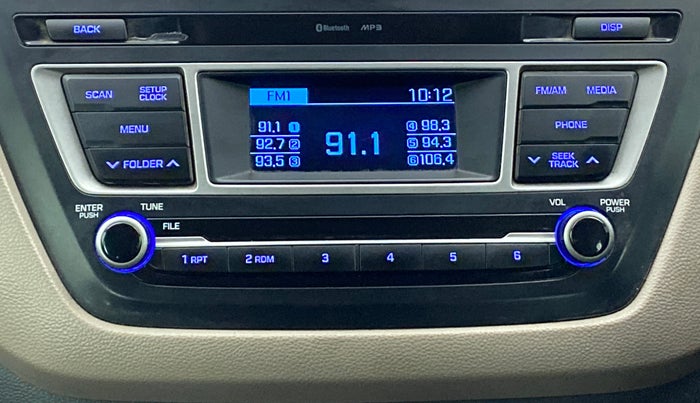 BACK
Bluetooth MP3
DISP
SCAN SETUP CLOCK
MENU
FOLDER
FM1 10:12
91.1 1
92.7 2
93.5 3
91.1
4 98.3
5 94.3
6 106.4
FM/AM MEDIA
PHONE
SEEK TRACK
ENTER PUSH
TUNE
FILE
VOL
POWER PUSH
1 RPT 2 RDM 3 4 5 6